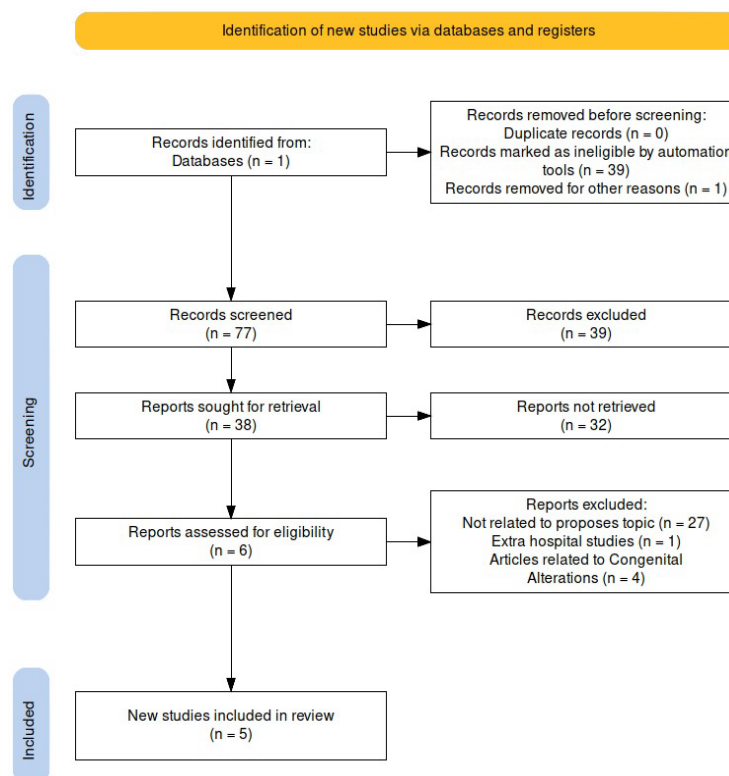 Identification of new studies via databases and registers
Identification
Records identified from:
Databases (n = 1)
Records removed before screening:
Duplicate records (n = 0)
Records marked as ineligible by automation
tools (n = 39)
Records removed for other reasons (n = 1)
Screening
Records screened
(n = 77)
Records excluded
(n = 39)
Reports sought for retrieval
(n = 38)
Reports not retrieved
(n = 32)
Reports assessed for eligibility
(n = 6)
Reports excluded:
Not related to proposes topic (n = 27)
Extra hospital studies (n = 1)
Articles related to Congenital
Alterations (n = 4)
Included
New studies included in review
(n = 5)